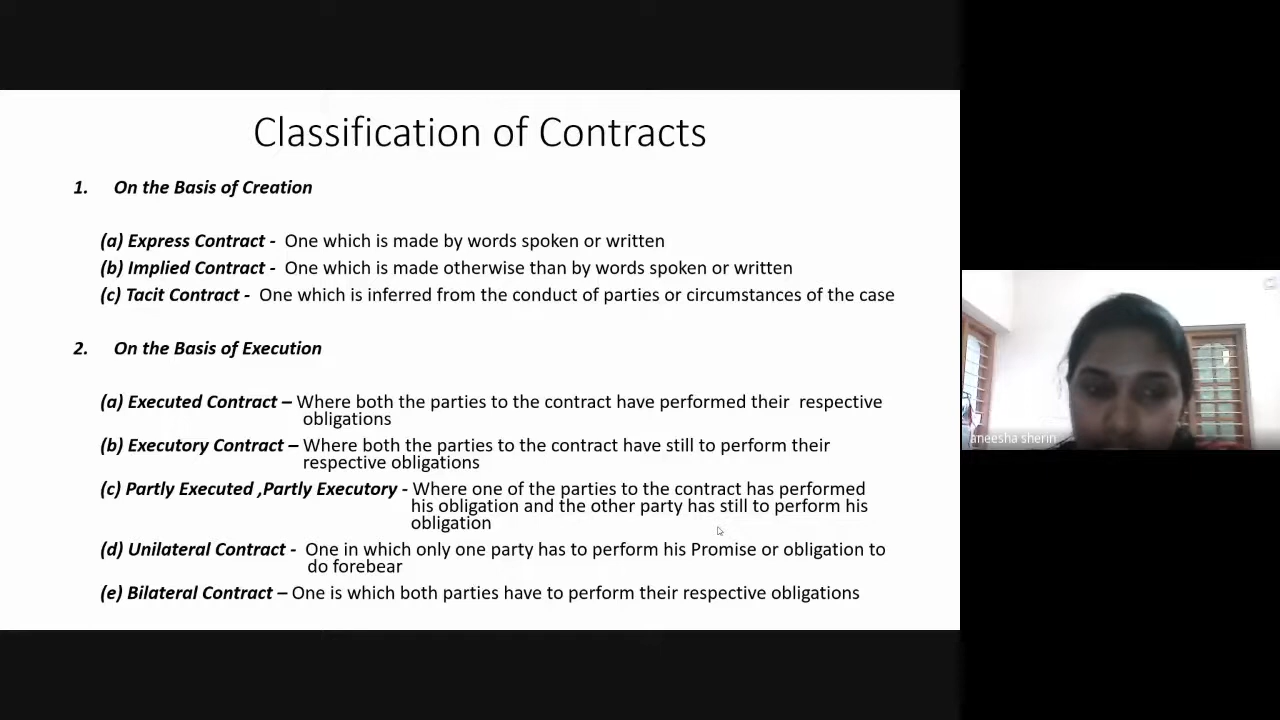 Classification of Contracts
1. On the Basis of Creation
(a) Express Contract - One which is made by words spoken or written
(b) Implied Contract - One which is made otherwise than by words spoken or written
(c) Tacit Contract - One which is inferred from the conduct of parties or circumstances of the case
2. On the Basis of Execution
(a) Executed Contract – Where both the parties to the contract have performed their respective
obligations
(b) Executory Contract – Where both the parties to the contract have still to perform their
respective obligations
(c) Partly Executed ,Partly Executory - Where one of the parties to the contract has performed
his obligation and the other party has still to perform his
obligation
(d) Unilateral Contract - One in which only one party has to perform his Promise or obligation to
do forebear
(e) Bilateral Contract – One is which both parties have to perform their respective obligations
aneesha sherin